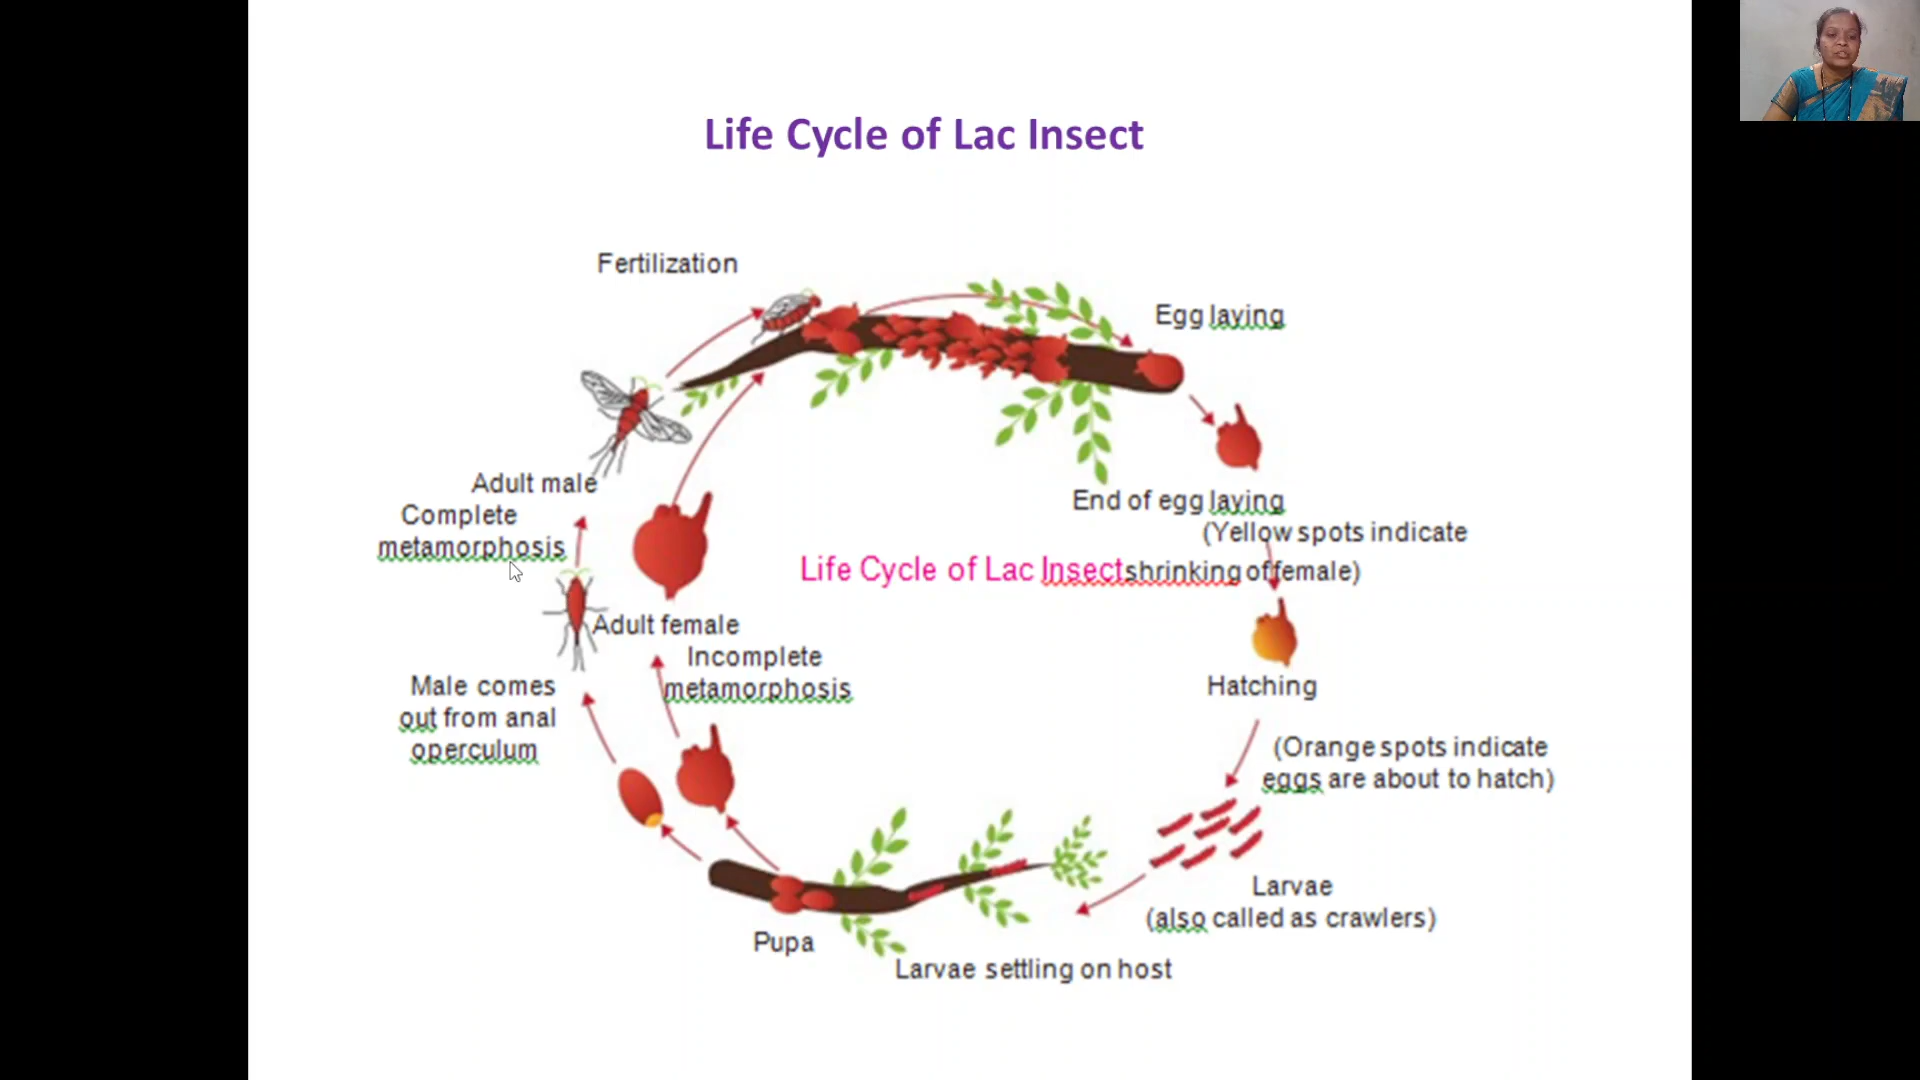 Life Cycle of Lac Insect
Fertilization
Egg laying
Adult male
Complete
metamorphosis
End of egg laying
(Yellow spots indicate
shrinking of female)
Life Cycle of Lac Insect
Adult female
Incomplete
metamorphosis
Male comes
out from anal
operculum
Hatching
(Orange spots indicate
eggs are about to hatch)
Larvae
(also called as crawlers)
Pupa
Larvae settling on host